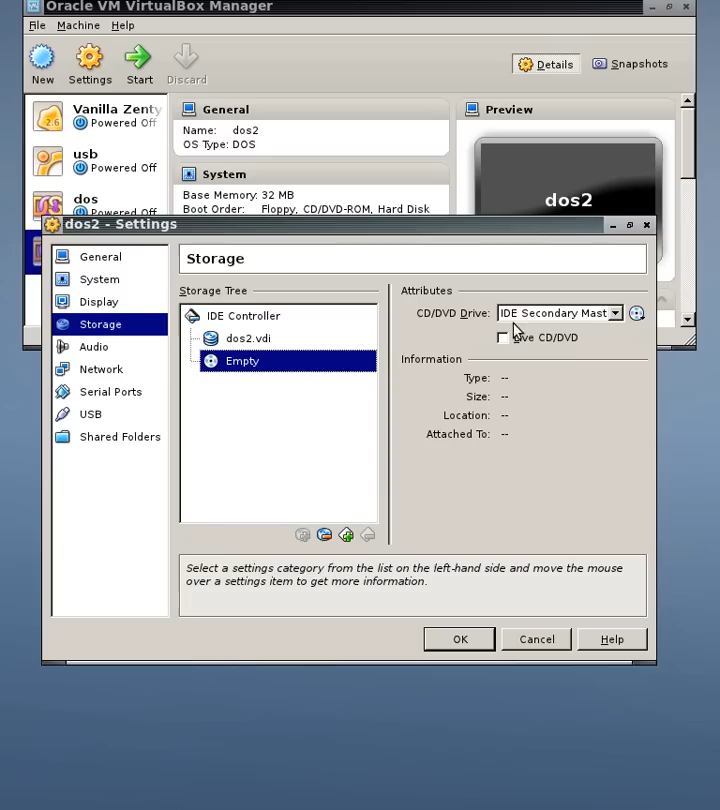 Oracle VM VirtualBox Manager
File Machine Help
New Settings Start Discard Details Snapshots
Vanilla Zenty
2.6 Powered Off
usb
Powered Off
dos
Powered Off
General
Name: dos2
OS Type: DOS
System
Base Memory: 32 MB
Boot Order: Floppy, CD/DVD-ROM, Hard Disk
Preview
dos2
dos2 - Settings
General
System
Display
Storage
Audio
Network
Serial Ports
USB
Shared Folders
Storage
Storage Tree
IDE Controller
dos2.vdi
Empty
Attributes
CD/DVD Drive: IDE Secondary Mast
Live CD/DVD
Information
Type: --
Size: --
Location: --
Attached To: --
Select a settings category from the list on the left-hand side and move the mouse
over a settings item to get more information.
OK Cancel Help